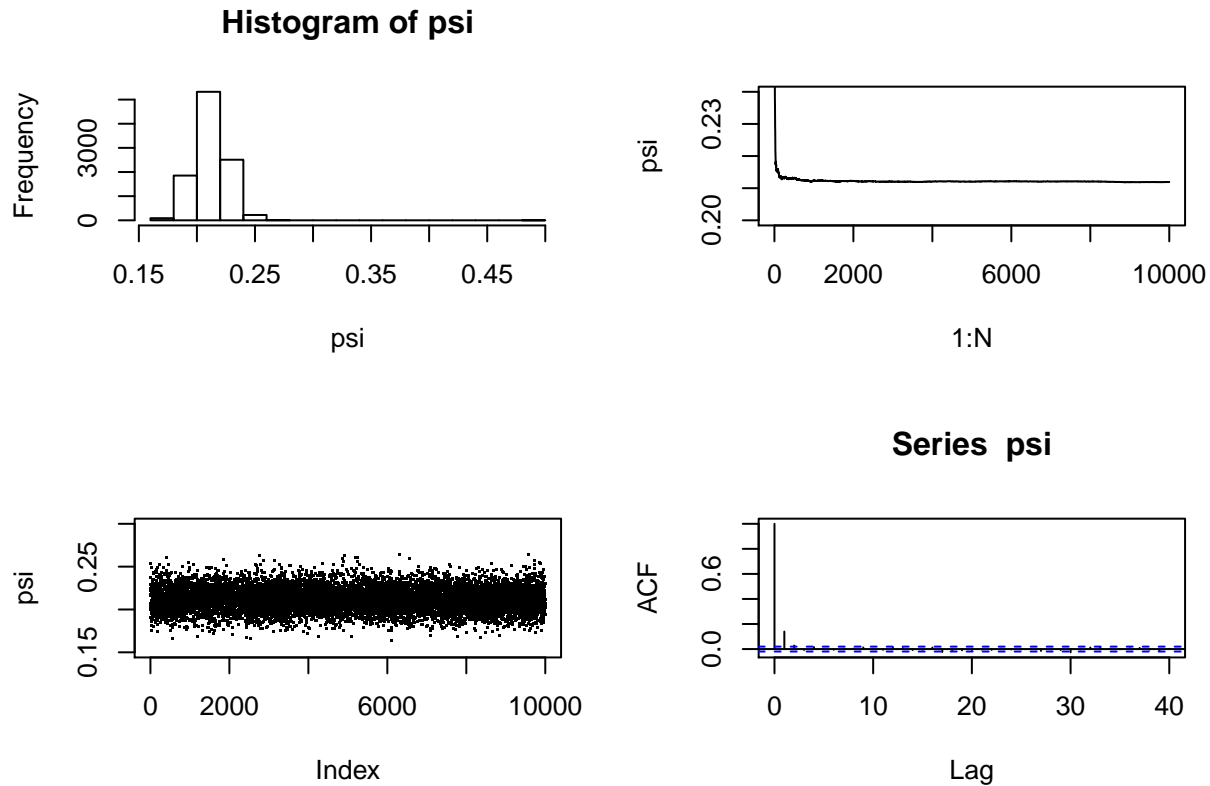 Histogram of psi
Frequency
3000
0
0.15 0.25 0.35 0.45
psi
psi
0.23
0.20
0 2000 6000 10000
1:N
psi
0.25
0.15
0 2000 6000 10000
Index
Series psi
ACF
0.6
0.0
0 10 20 30 40
Lag